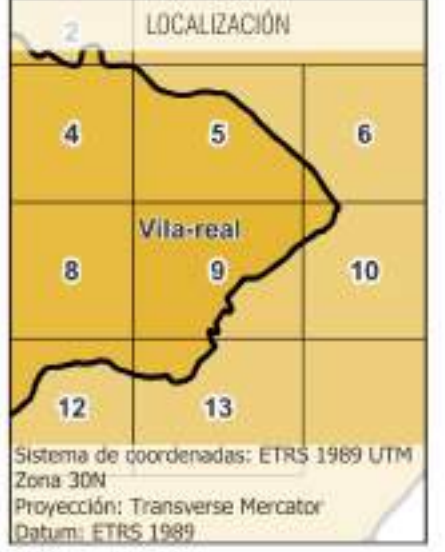 LOCALIZACIÓN
2
4 5 6
Vila-real
8 9 10
12 13
Sistema de coordenadas: ETRS 1989 UTM
Zona 30N
Proyección: Transverse Mercator
Datum: ETRS 1989